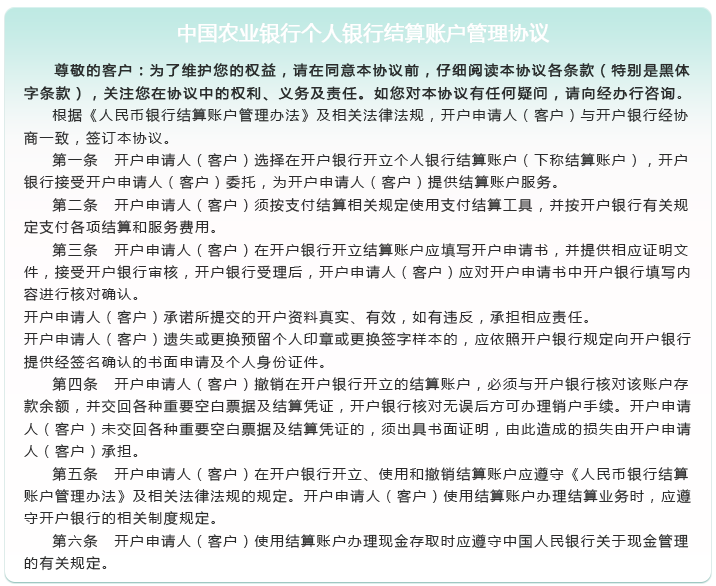 中国农业银行个人银行结算账户管理协议
尊敬的客户：为了维护您的权益，请在同意本协议前，仔细阅读本协议各条款（特别是黑体
字条款），关注您在协议中的权利、义务及责任。如您对本协议有任何疑问，请向经办行咨询。
根据《人民币银行结算账户管理办法》及相关法律法规，开户申请人（客户）与开户银行经协
商一致，签订本协议。
第一条　开户申请人（客户）选择在开户银行开立个人银行结算账户（下称结算账户），开户
银行接受开户申请人（客户）委托，为开户申请人（客户）提供结算账户服务。
第二条　开户申请人（客户）须按支付结算相关规定使用支付结算工具，并按开户银行有关规
定支付各项结算和服务费用。
第三条　开户申请人（客户）在开户银行开立结算账户应填写开户申请书，并提供相应证明文
件，接受开户银行审核，开户银行受理后，开户申请人（客户）应对开户申请书中开户银行填写内
容进行核对确认。
开户申请人（客户）承诺所提交的开户资料真实、有效，如有违反，承担相应责任。
开户申请人（客户）遗失或更换预留个人印章或更换签字样本的，应依照开户银行规定向开户银行
提供经签名确认的书面申请及个人身份证件。
第四条　开户申请人（客户）撤销在开户银行开立的结算账户，必须与开户银行核对该账户存
款余额，并交回各种重要空白票据及结算凭证，开户银行核对无误后方可办理销户手续。开户申请
人（客户）未交回各种重要空白票据及结算凭证的，须出具书面证明，由此造成的损失由开户申请
人（客户）承担。
第五条　开户申请人（客户）在开户银行开立、使用和撤销结算账户应遵守《人民币银行结算
账户管理办法》及相关法律法规的规定。开户申请人（客户）使用结算账户办理结算业务时，应遵
守开户银行的相关制度规定。
第六条　开户申请人（客户）使用结算账户办理现金存取时应遵守中国人民银行关于现金管理
的有关规定。